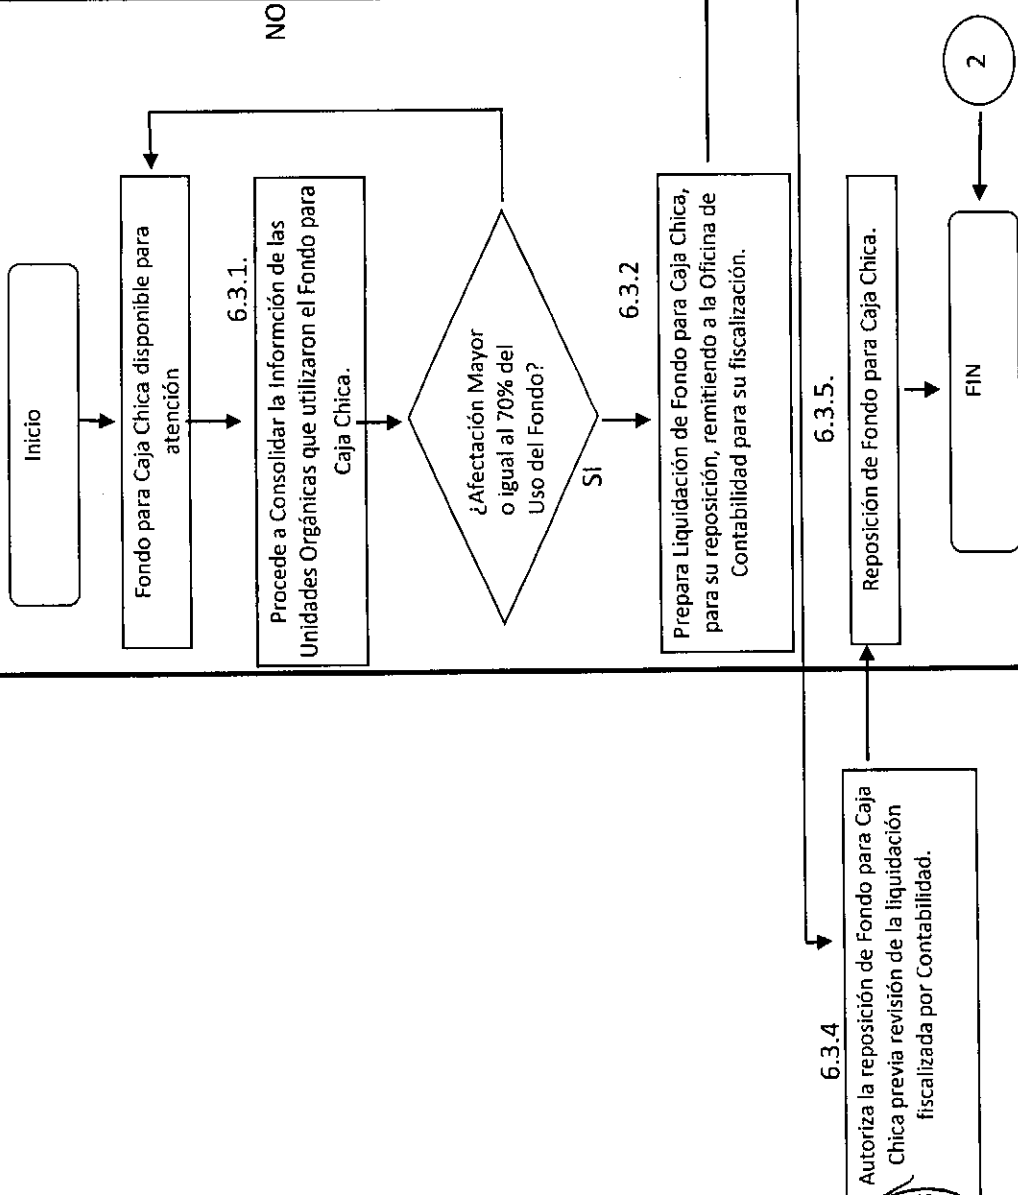 Inicio
Fondo para Caja Chica disponible para
atención
6.3.1.
Procede a Consolidar la Informción de las
Unidades Orgánicas que utilizaron el Fondo para
Caja Chica.
¿Afectación Mayor
o igual al 70% del
Uso del Fondo?
NO
SI
6.3.2
Prepara Liquidación de Fondo para Caja Chica,
para su reposición, remitiendo a la Oficina de
Contabilidad para su fiscalización.
6.3.4
Autoriza la reposición de Fondo para Caja
Chica previa revisión de la liquidación
fiscalizada por Contabilidad.
6.3.5.
Reposición de Fondo para Caja Chica.
FIN
2